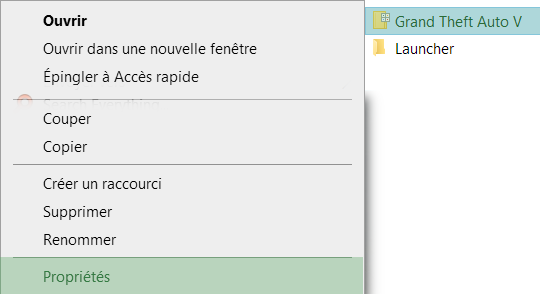 Ouvrir
Ouvrir dans une nouvelle fenêtre
Épingler à Accès rapide
Couper
Copier
Créer un raccourci
Supprimer
Renommer
Propriétés
Grand Theft Auto V
Launcher